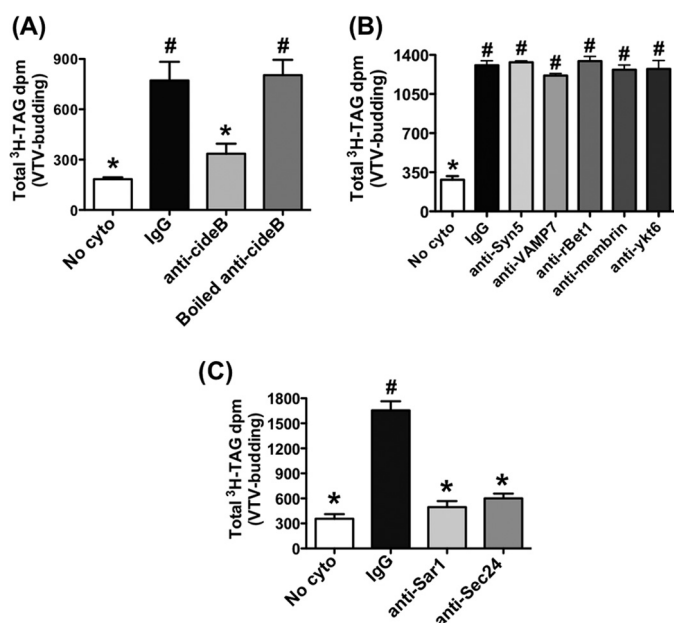 (A)
Total ³H-TAG dpm
(VTV-budding)
900
600
300
0
*
#
*
#
No cyto
IgG
anti-cideB
Boiled anti-cideB
(B)
Total ³H-TAG dpm
(VTV-budding)
1400
1050
700
350
0
*
#
#
#
#
#
#
No cyto
IgG
anti-Syn5
anti-VAMP7
anti-rBet1
anti-membrin
anti-ykt6
(C)
Total ³H-TAG dpm
(VTV-budding)
1800
1500
1200
900
600
300
0
*
#
*
*
No cyto
IgG
anti-Sar1
anti-Sec24